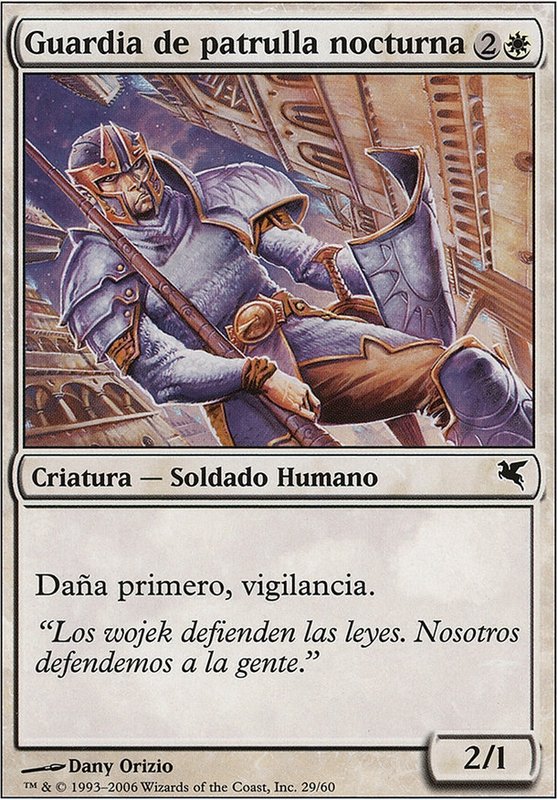 Guardia de patrulla nocturna 2
Criatura — Soldado Humano
Daña primero, vigilancia.
“Los wojek defienden las leyes. Nosotros
defendemos a la gente.”
2/1
Dany Orizio
™ & © 1993–2006 Wizards of the Coast, Inc. 29/60